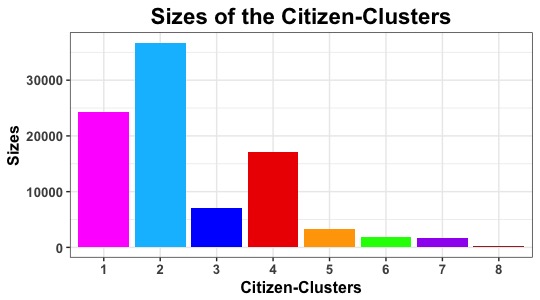 Sizes of the Citizen-Clusters
Sizes
30000
20000
10000
0
1 2 3 4 5 6 7 8
Citizen-Clusters